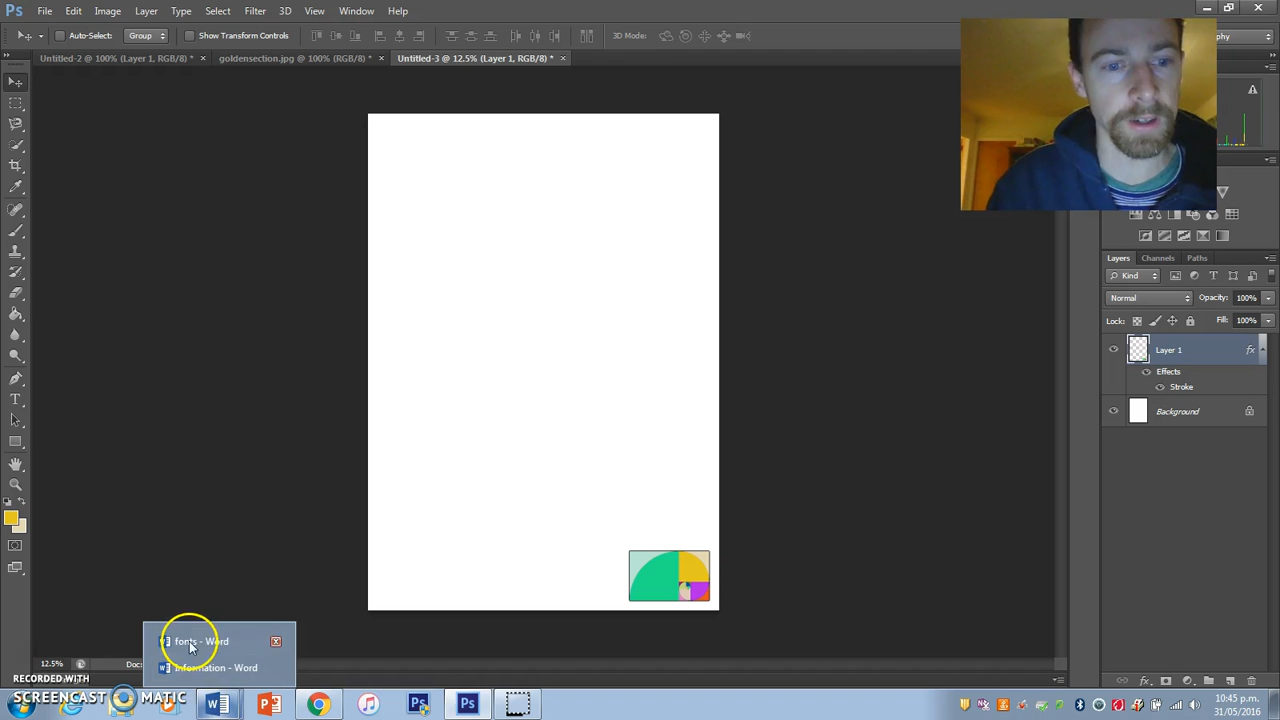 Ps File Edit Image Layer Type Select Filter 3D View Window Help
Auto-Select: Group Show Transform Controls 3D Mode: phy
Untitled-2 @ 100% (Layer 1, RGB/8) * × goldensection.jpg @ 100% (RGB/8) * × Untitled-3 @ 12.5% (Layer 1, RGB/8) * ×
Layers Channels Paths
Kind
Normal Opacity: 100%
Lock: Fill: 100%
Layer 1 fx
Effects
Stroke
Background
fonts - Word
information - Word
12.5% Doc:
RECORDED WITH
SCREENCAST MATIC
10:45 p.m.
31/05/2016